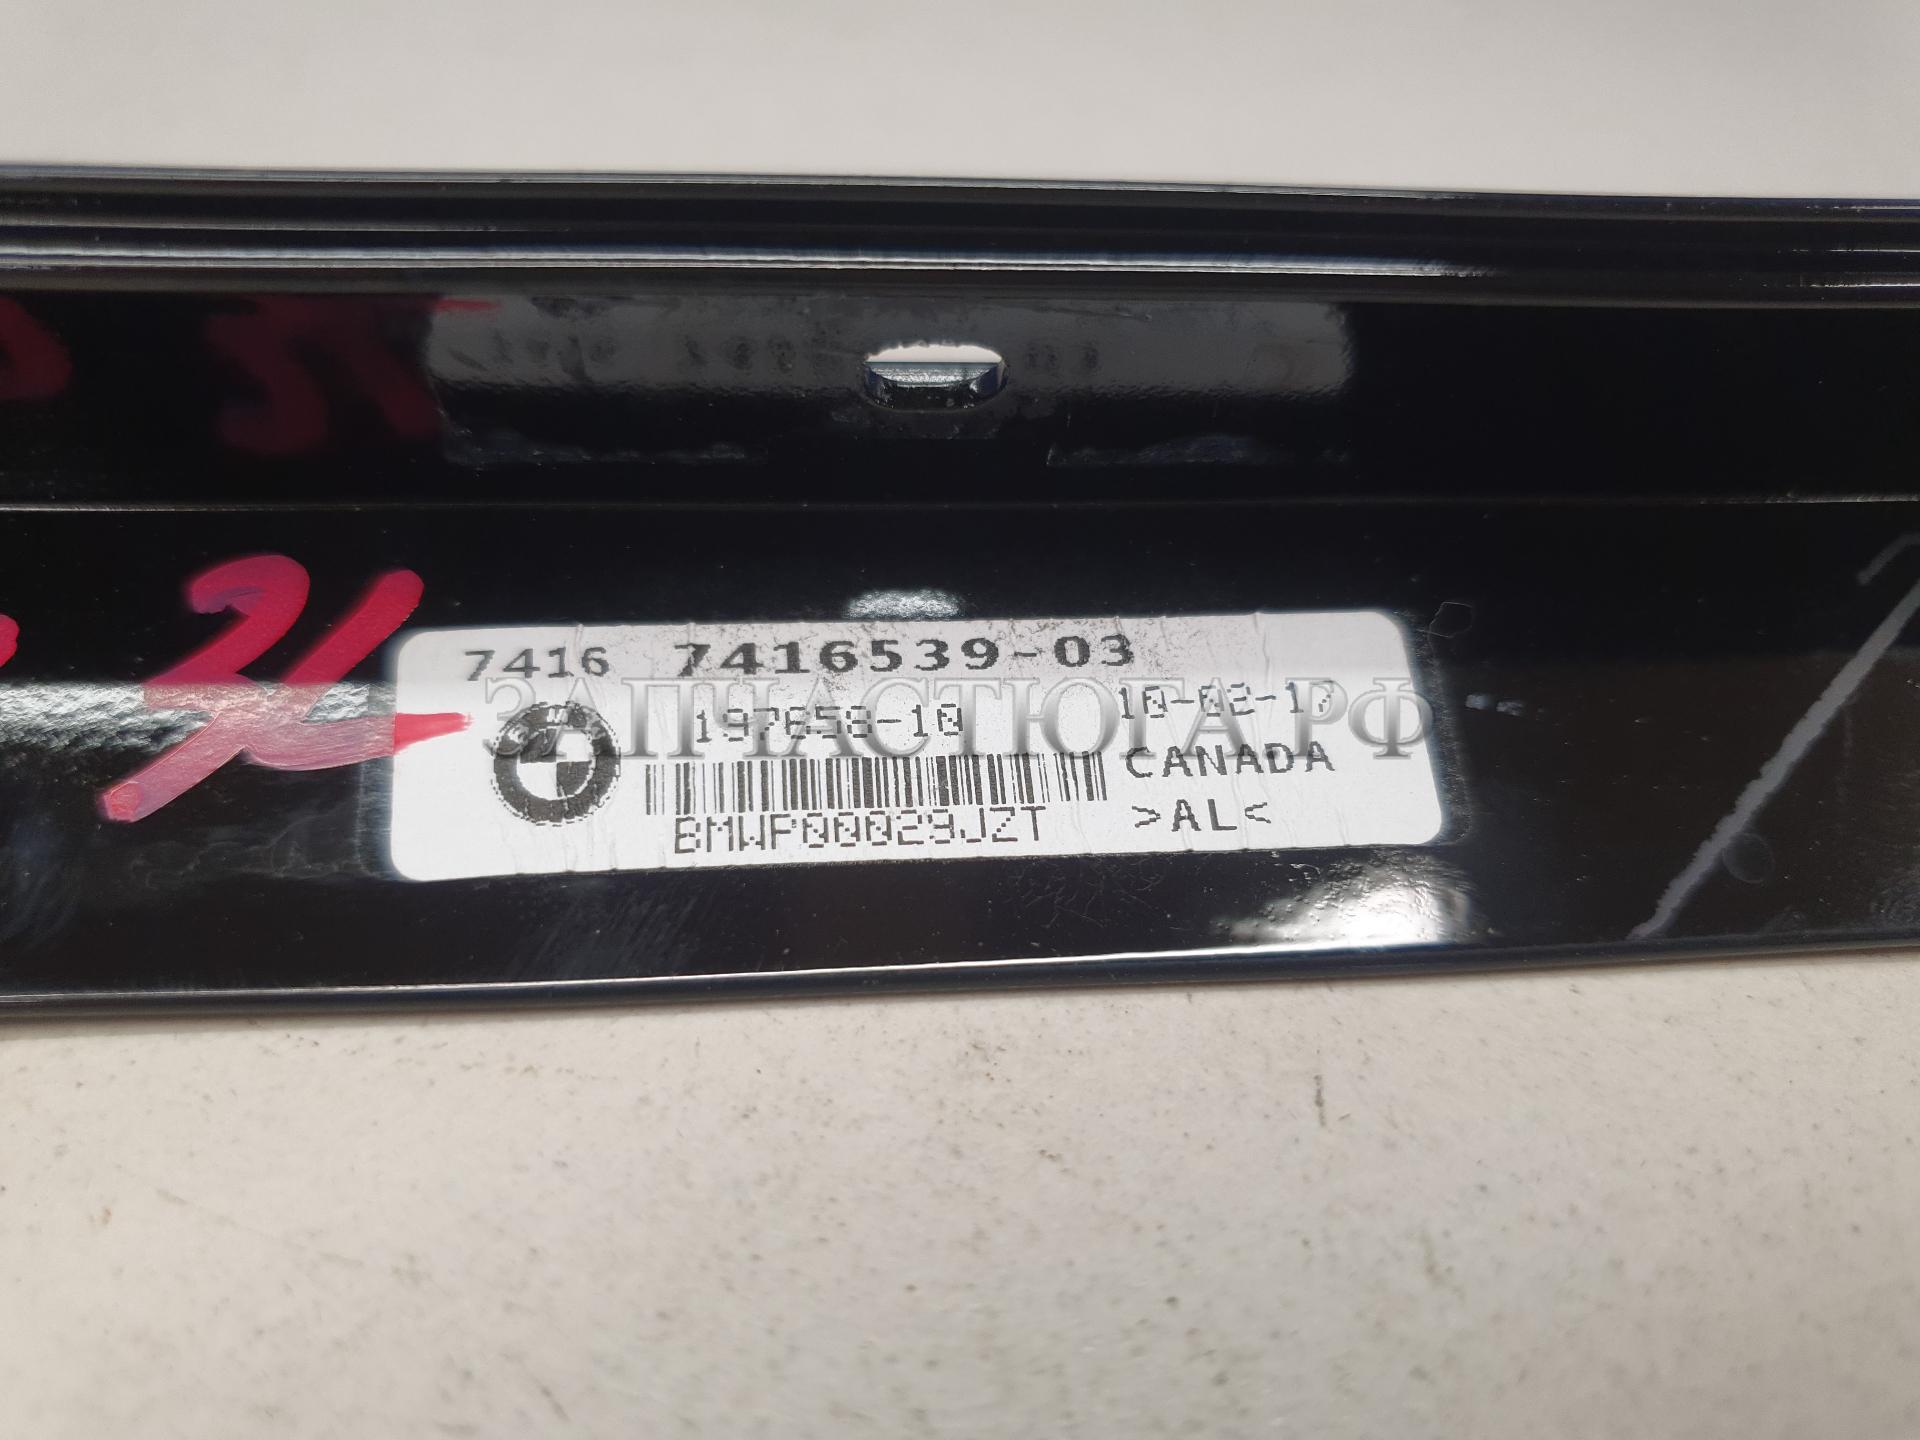 7416 7416539-03
ЗАПЧАСТЮГА.РФ
197658-10 10-02-17
CANADA
BMWP00029JZT >AL<